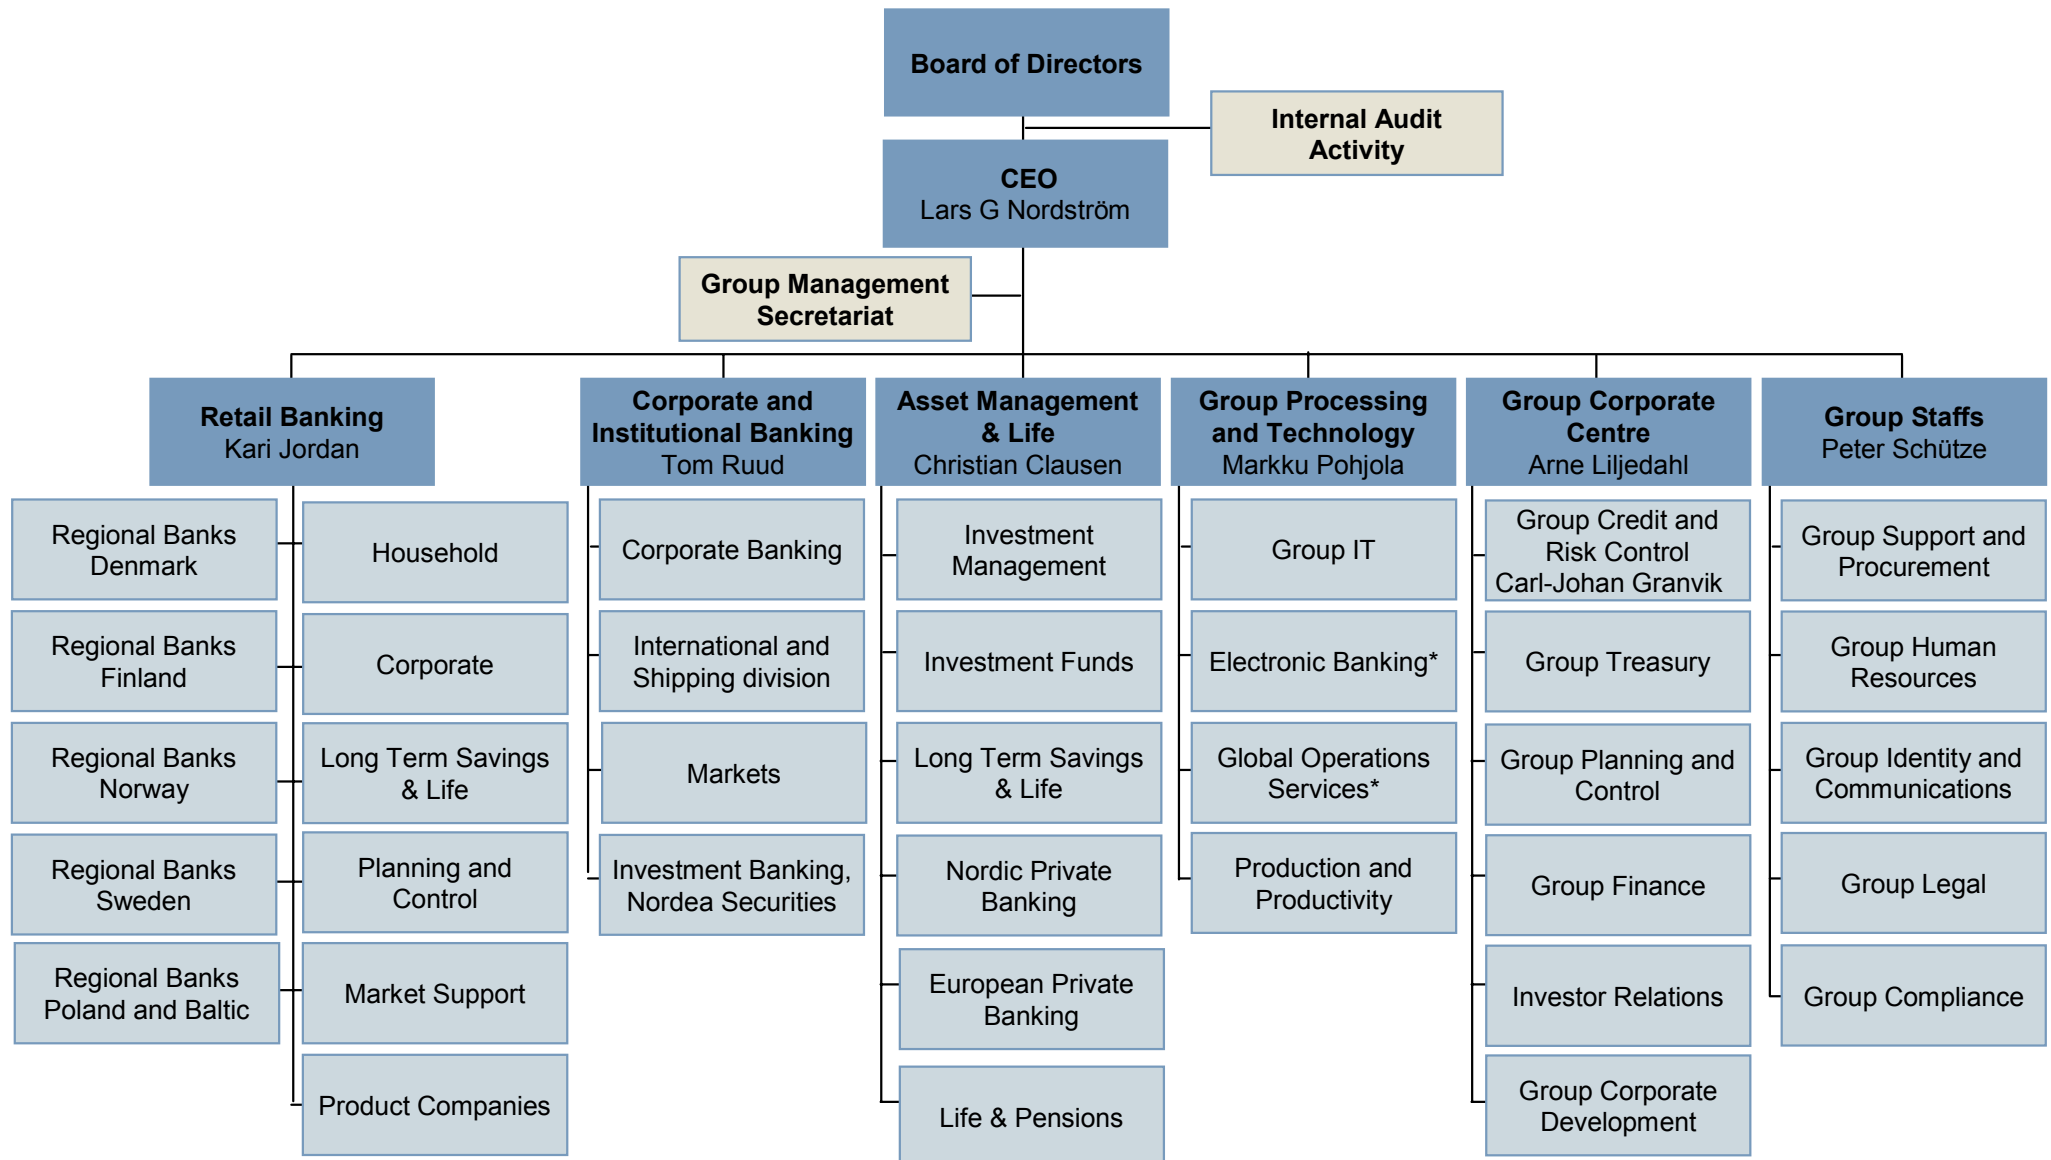 Board of Directors
Internal Audit
Activity
CEO
Lars G Nordström
Group Management
Secretariat
Retail Banking
Kari Jordan
Regional Banks
Denmark
Regional Banks
Finland
Regional Banks
Norway
Regional Banks
Sweden
Regional Banks
Poland and Baltic
Household
Corporate
Long Term Savings
& Life
Planning and
Control
Market Support
Product Companies
Corporate and
Institutional Banking
Tom Ruud
Corporate Banking
International and
Shipping division
Markets
Investment Banking,
Nordea Securities
Asset Management
& Life
Christian Clausen
Investment
Management
Investment Funds
Long Term Savings
& Life
Nordic Private
Banking
European Private
Banking
Life & Pensions
Group Processing
and Technology
Markku Pohjola
Group IT
Electronic Banking*
Global Operations
Services*
Production and
Productivity
Group Corporate
Centre
Arne Liljedahl
Group Credit and
Risk Control
Carl-Johan Granvik
Group Treasury
Group Planning and
Control
Group Finance
Investor Relations
Group Corporate
Development
Group Staffs
Peter Schütze
Group Support and
Procurement
Group Human
Resources
Group Identity and
Communications
Group Legal
Group Compliance